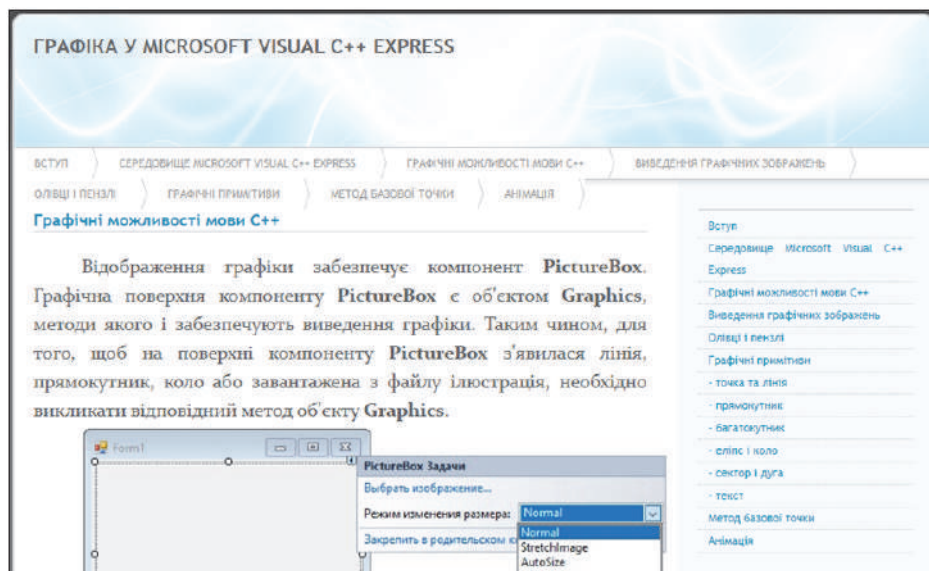 ГРАФІКА У MICROSOFT VISUAL C++ EXPRESS
ВСТУП
СЕРЕДОВИЩЕ MICROSOFT VISUAL C++ EXPRESS
ГРАФІЧНІ МОЖЛИВОСТІ МОВИ C++
ВИВЕДЕННЯ ГРАФІЧНИХ ЗОБРАЖЕНЬ
ОЛІВЦІ І ПЕНЗЛІ
ГРАФІЧНІ ПРИМІТИВИ
МЕТОД БАЗОВОЇ ТОЧКИ
АНІМАЦІЯ
Графічні можливості мови C++
Відображення графіки забезпечує компонент PictureBox.
Графічна поверхня компоненту PictureBox є об'єктом Graphics,
методи якого і забезпечують виведення графіки. Таким чином, для
того, щоб на поверхні компоненту PictureBox з'явилася лінія,
прямокутник, коло або завантажена з файлу ілюстрація, необхідно
викликати відповідний метод об'єкту Graphics.
Form1
PictureBox Задачи
Выбрать изображение...
Режим изменения размера: Normal
Закрепить в родительском к
Normal
StretchImage
AutoSize
Вступ
Середовище Microsoft Visual C++
Express
Графічні можливості мови C++
Виведення графічних зображень
Олівці і пензлі
Графічні примітиви
- точка та лінія
- прямокутник
- багатокутник
- еліпс і коло
- сектор і дуга
- текст
Метод базової точки
Анімація